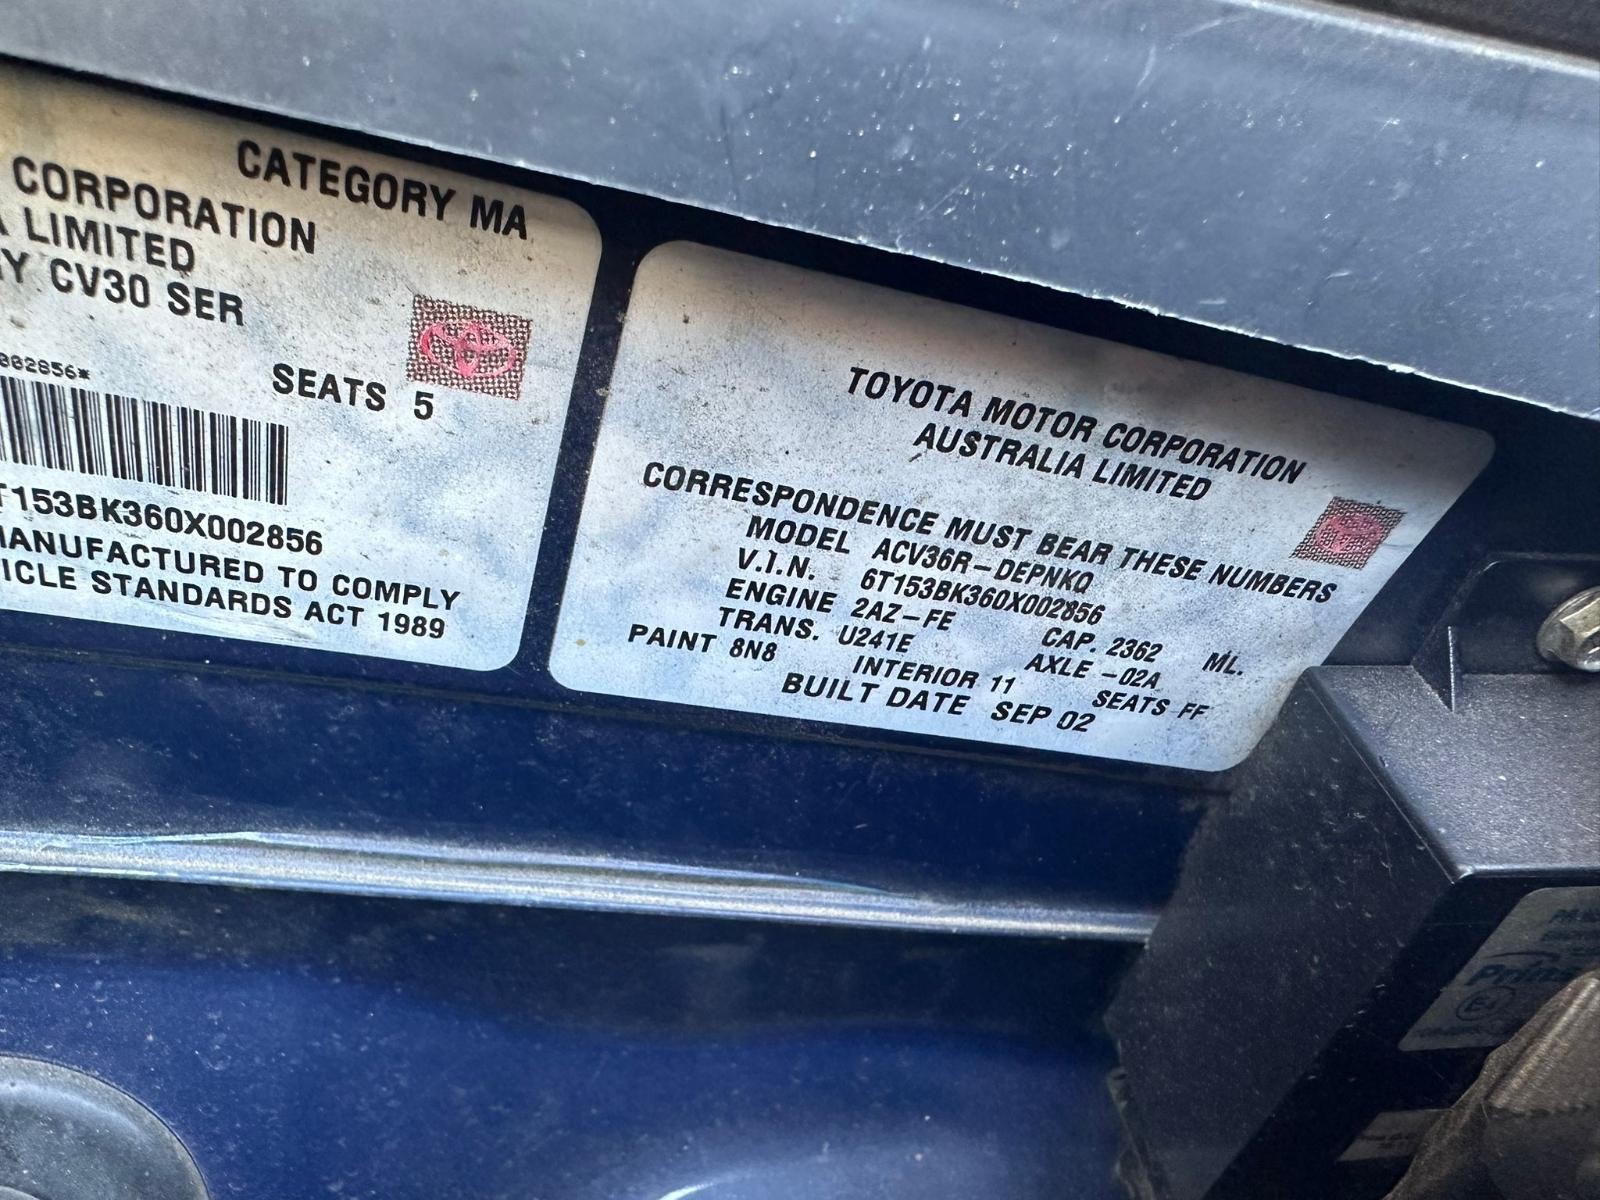 CATEGORY MA
CORPORATION
LIMITED
CV30 SER
002856*
SEATS 5
T153BK360X002856
MANUFACTURED TO COMPLY
ICLE STANDARDS ACT 1989
TOYOTA MOTOR CORPORATION
AUSTRALIA LIMITED
CORRESPONDENCE MUST BEAR THESE NUMBERS
MODEL ACV36R-DEPNKQ
V.I.N. 6T153BK360X002856
ENGINE 2AZ-FE CAP. 2362 ML.
TRANS. U241E AXLE -02A
PAINT 8N8 INTERIOR 11 SEATS FF
BUILT DATE SEP 02